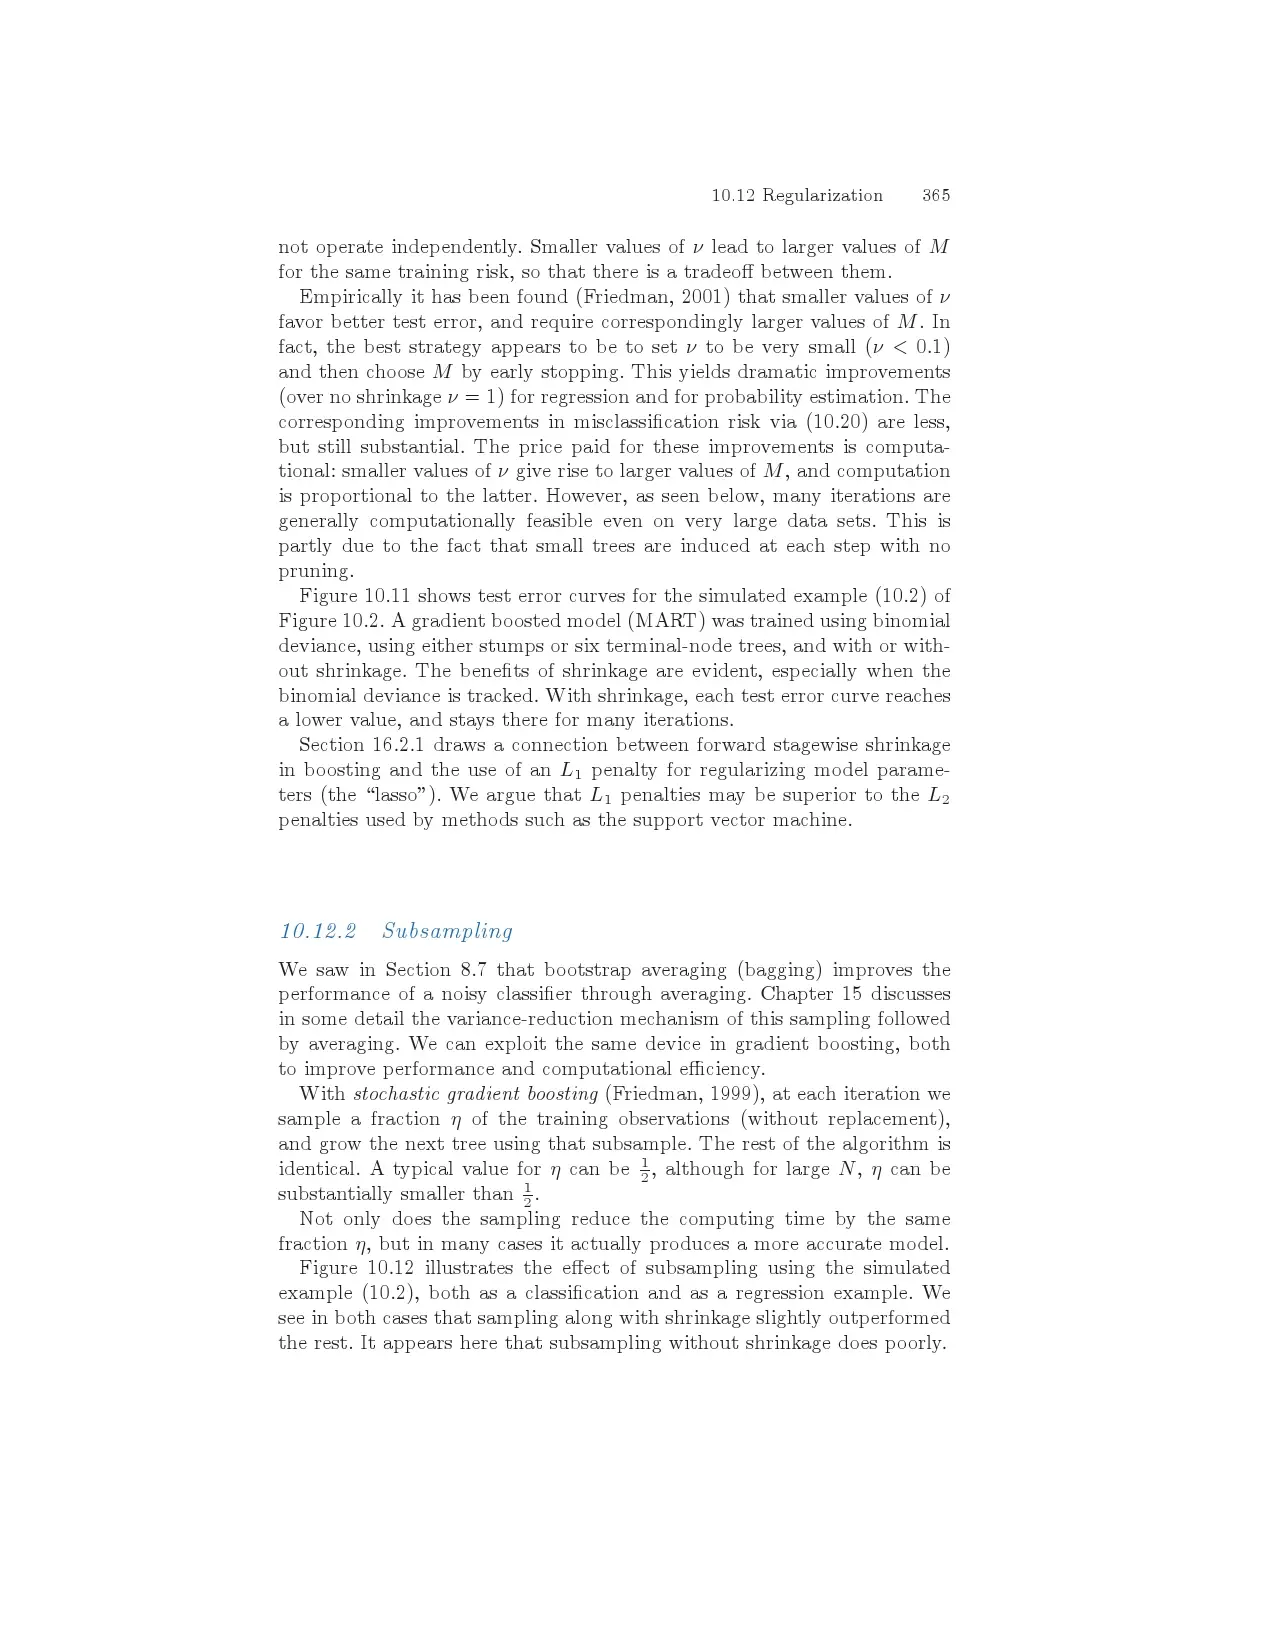 10.12 Regularization 365
not operate independently. Smaller values of ν lead to larger values of M
for the same training risk, so that there is a tradeoff between them.
Empirically it has been found (Friedman, 2001) that smaller values of ν
favor better test error, and require correspondingly larger values of M. In
fact, the best strategy appears to be to set ν to be very small (ν < 0.1)
and then choose M by early stopping. This yields dramatic improvements
(over no shrinkage ν = 1) for regression and for probability estimation. The
corresponding improvements in misclassification risk via (10.20) are less,
but still substantial. The price paid for these improvements is computa-
tional: smaller values of ν give rise to larger values of M, and computation
is proportional to the latter. However, as seen below, many iterations are
generally computationally feasible even on very large data sets. This is
partly due to the fact that small trees are induced at each step with no
pruning.
Figure 10.11 shows test error curves for the simulated example (10.2) of
Figure 10.2. A gradient boosted model (MART) was trained using binomial
deviance, using either stumps or six terminal-node trees, and with or with-
out shrinkage. The benefits of shrinkage are evident, especially when the
binomial deviance is tracked. With shrinkage, each test error curve reaches
a lower value, and stays there for many iterations.
Section 16.2.1 draws a connection between forward stagewise shrinkage
in boosting and the use of an L₁ penalty for regularizing model parame-
ters (the “lasso”). We argue that L₁ penalties may be superior to the L₂
penalties used by methods such as the support vector machine.
10.12.2 Subsampling
We saw in Section 8.7 that bootstrap averaging (bagging) improves the
performance of a noisy classifier through averaging. Chapter 15 discusses
in some detail the variance-reduction mechanism of this sampling followed
by averaging. We can exploit the same device in gradient boosting, both
to improve performance and computational efficiency.
With stochastic gradient boosting (Friedman, 1999), at each iteration we
sample a fraction η of the training observations (without replacement),
and grow the next tree using that subsample. The rest of the algorithm is
identical. A typical value for η can be ½, although for large N, η can be
substantially smaller than ½.
Not only does the sampling reduce the computing time by the same
fraction η, but in many cases it actually produces a more accurate model.
Figure 10.12 illustrates the effect of subsampling using the simulated
example (10.2), both as a classification and as a regression example. We
see in both cases that sampling along with shrinkage slightly outperformed
the rest. It appears here that subsampling without shrinkage does poorly.